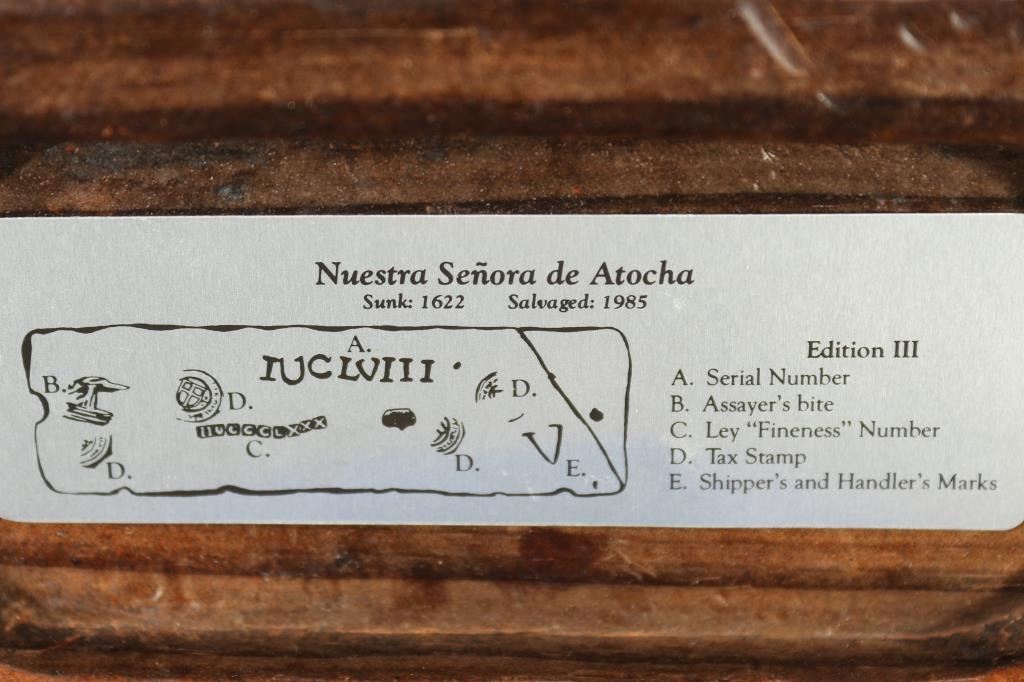 Nuestra Señora de Atocha
Sunk: 1622 Salvaged: 1985
A.
IUCLVIII
B.
D.
D.
C.
D.
D.
V
E.
Edition III
A. Serial Number
B. Assayer's bite
C. Ley "Fineness" Number
D. Tax Stamp
E. Shipper's and Handler's Marks